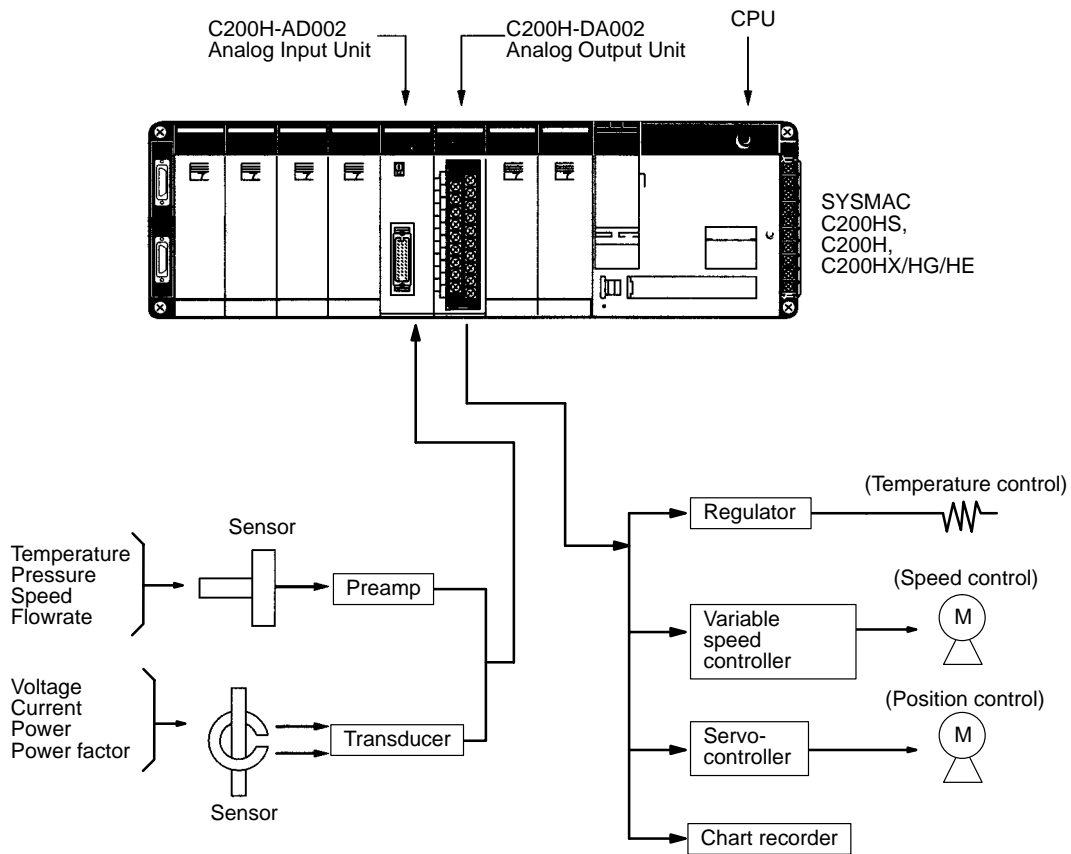 C200H-AD002
Analog Input Unit
C200H-DA002
Analog Output Unit
CPU
SYSMAC
C200HS,
C200H,
C200HX/HG/HE
Temperature
Pressure
Speed
Flowrate
Sensor
Preamp
Voltage
Current
Power
Power factor
Transducer
Sensor
Regulator
(Temperature control)
Variable
speed
controller
(Speed control)
M
Servo-
controller
(Position control)
M
Chart recorder